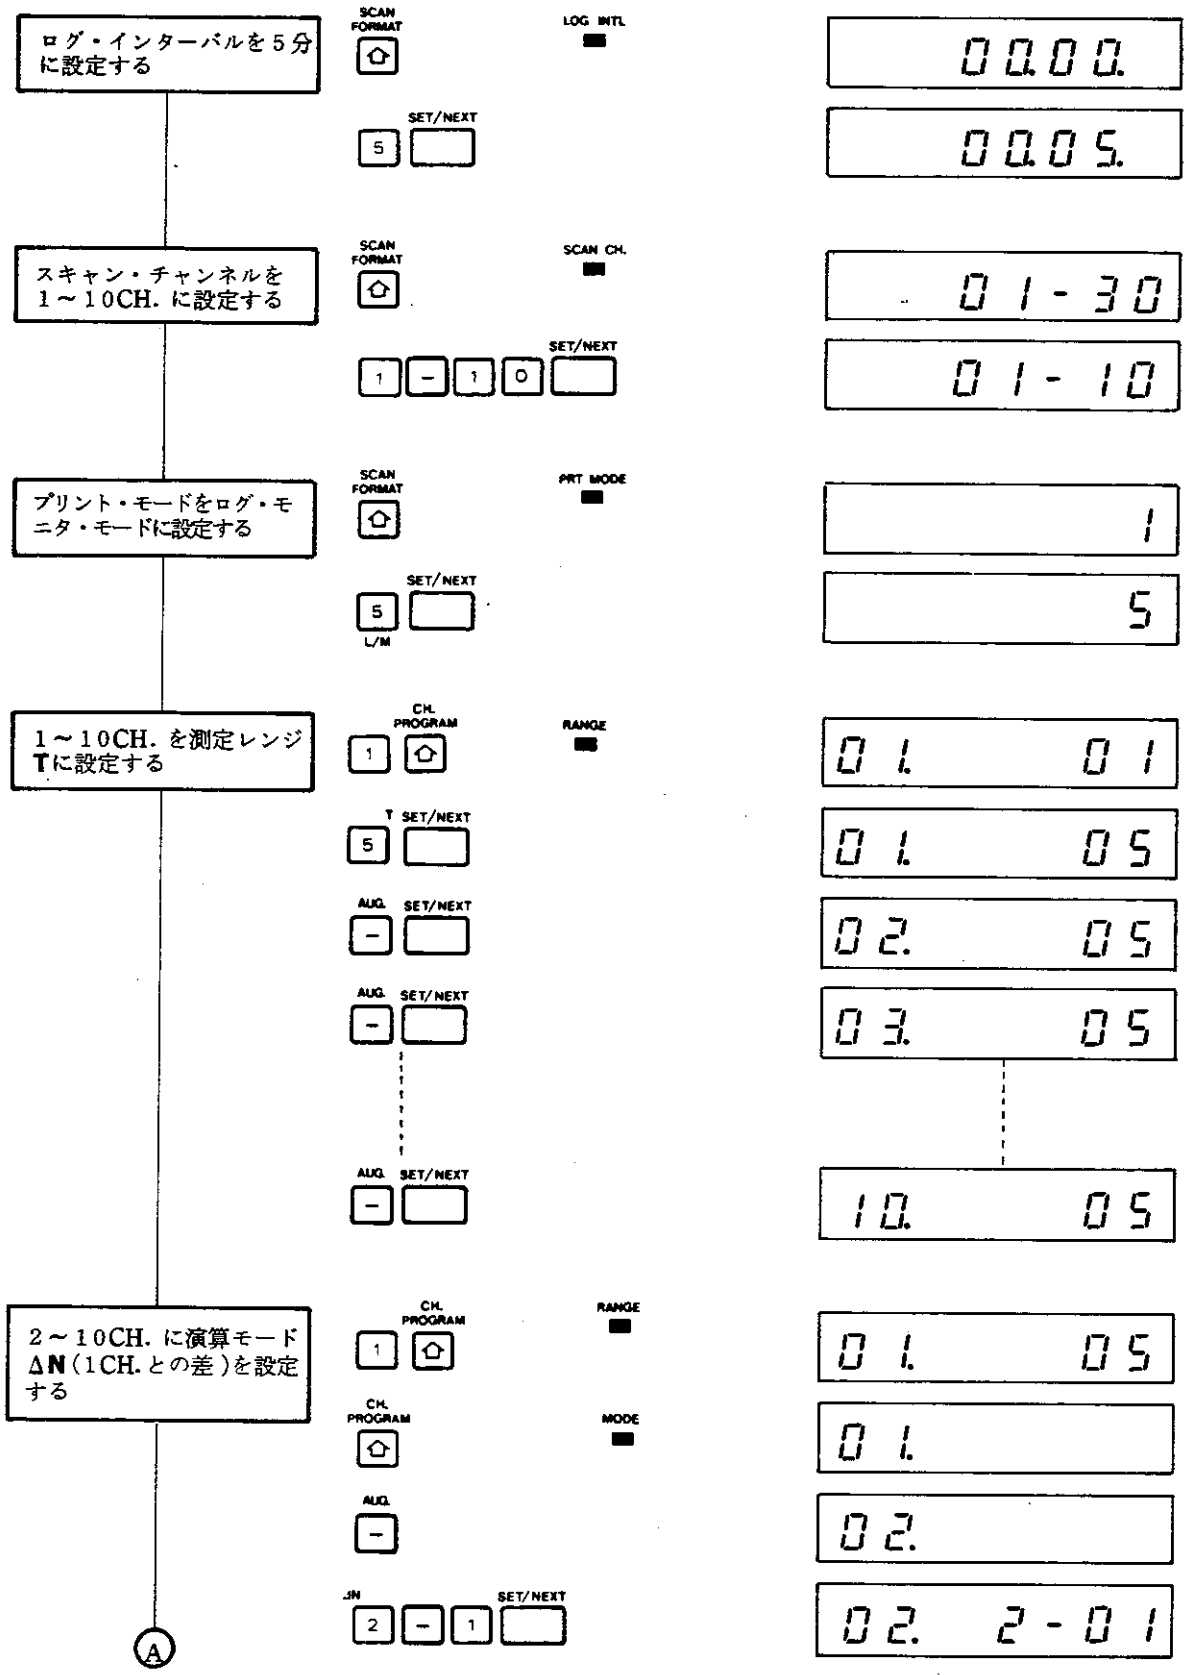 ログ・インターバルを5分
に設定する
SCAN
FORMAT
LOG INTL
00.00.
SET/NEXT
5
00.05.
スキャン・チャンネルを
1~10CH. に設定する
SCAN
FORMAT
SCAN CH.
01-30
SET/NEXT
1 - 1 0
01-10
プリント・モードをログ・モ
ニタ・モードに設定する
SCAN
FORMAT
PRT MODE
1
SET/NEXT
5
L/M
5
1~10CH. を測定レンジ
Tに設定する
CH.
PROGRAM
1
RANGE
01. 01
T SET/NEXT
5
01. 05
AUG. SET/NEXT
-
02. 05
AUG. SET/NEXT
-
03. 05
AUG. SET/NEXT
-
10. 05
2~10CH. に演算モード
ΔN(1CH.との差)を設定
する
CH.
PROGRAM
1
RANGE
01. 05
CH.
PROGRAM
MODE
01.
AUG.
-
02.
ΔN SET/NEXT
2 - 1
02. 2-01
A